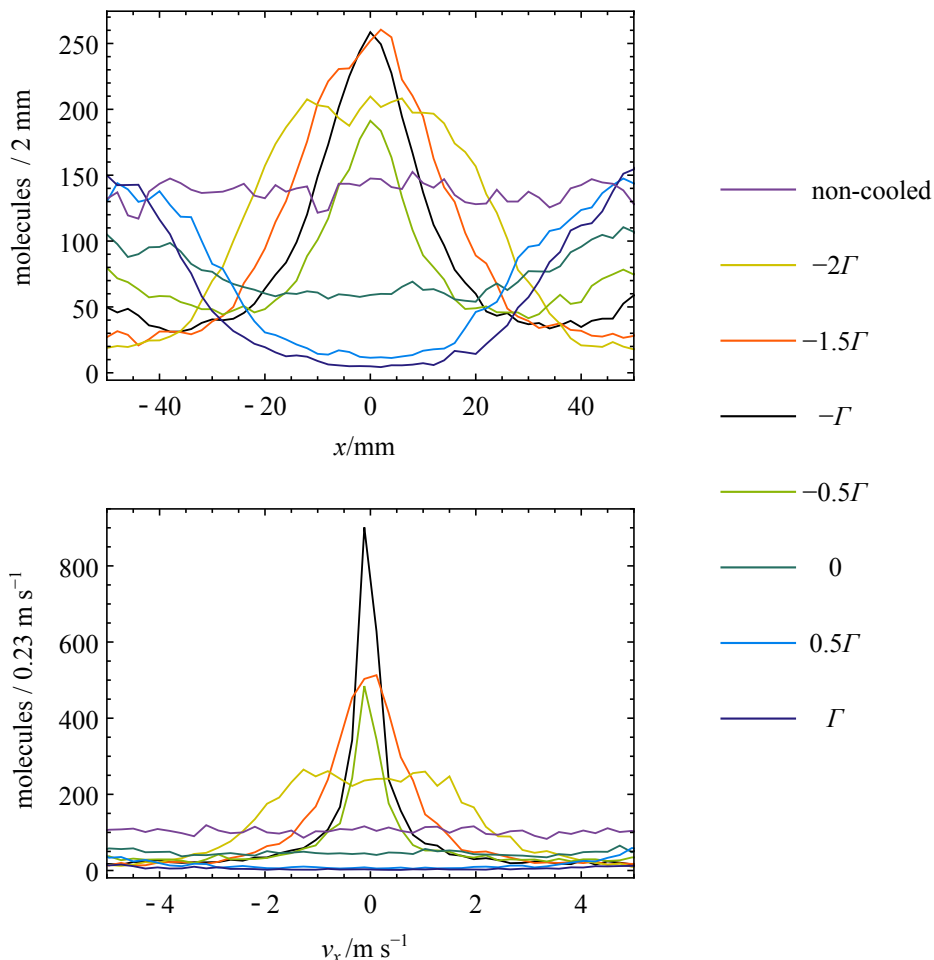 250
200
150
100
50
0
molecules / 2 mm
−40 −20 0 20 40
x/mm
non-cooled
−2Γ
−1.5Γ
−Γ
−0.5Γ
0
0.5Γ
Γ
800
600
400
200
0
molecules / 0.23 m s⁻¹
−4 −2 0 2 4
vₓ/m s⁻¹